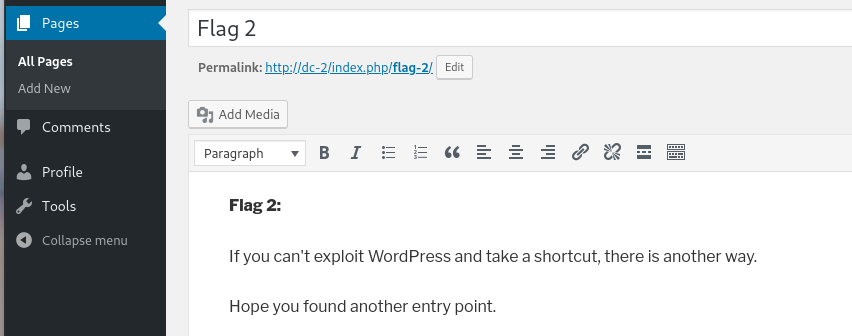 Pages
All Pages
Add New
Comments
Profile
Tools
Collapse menu
Flag 2
Permalink: http://dc-2/index.php/flag-2/ Edit
Add Media
Paragraph
Flag 2:
If you can't exploit WordPress and take a shortcut, there is another way.
Hope you found another entry point.